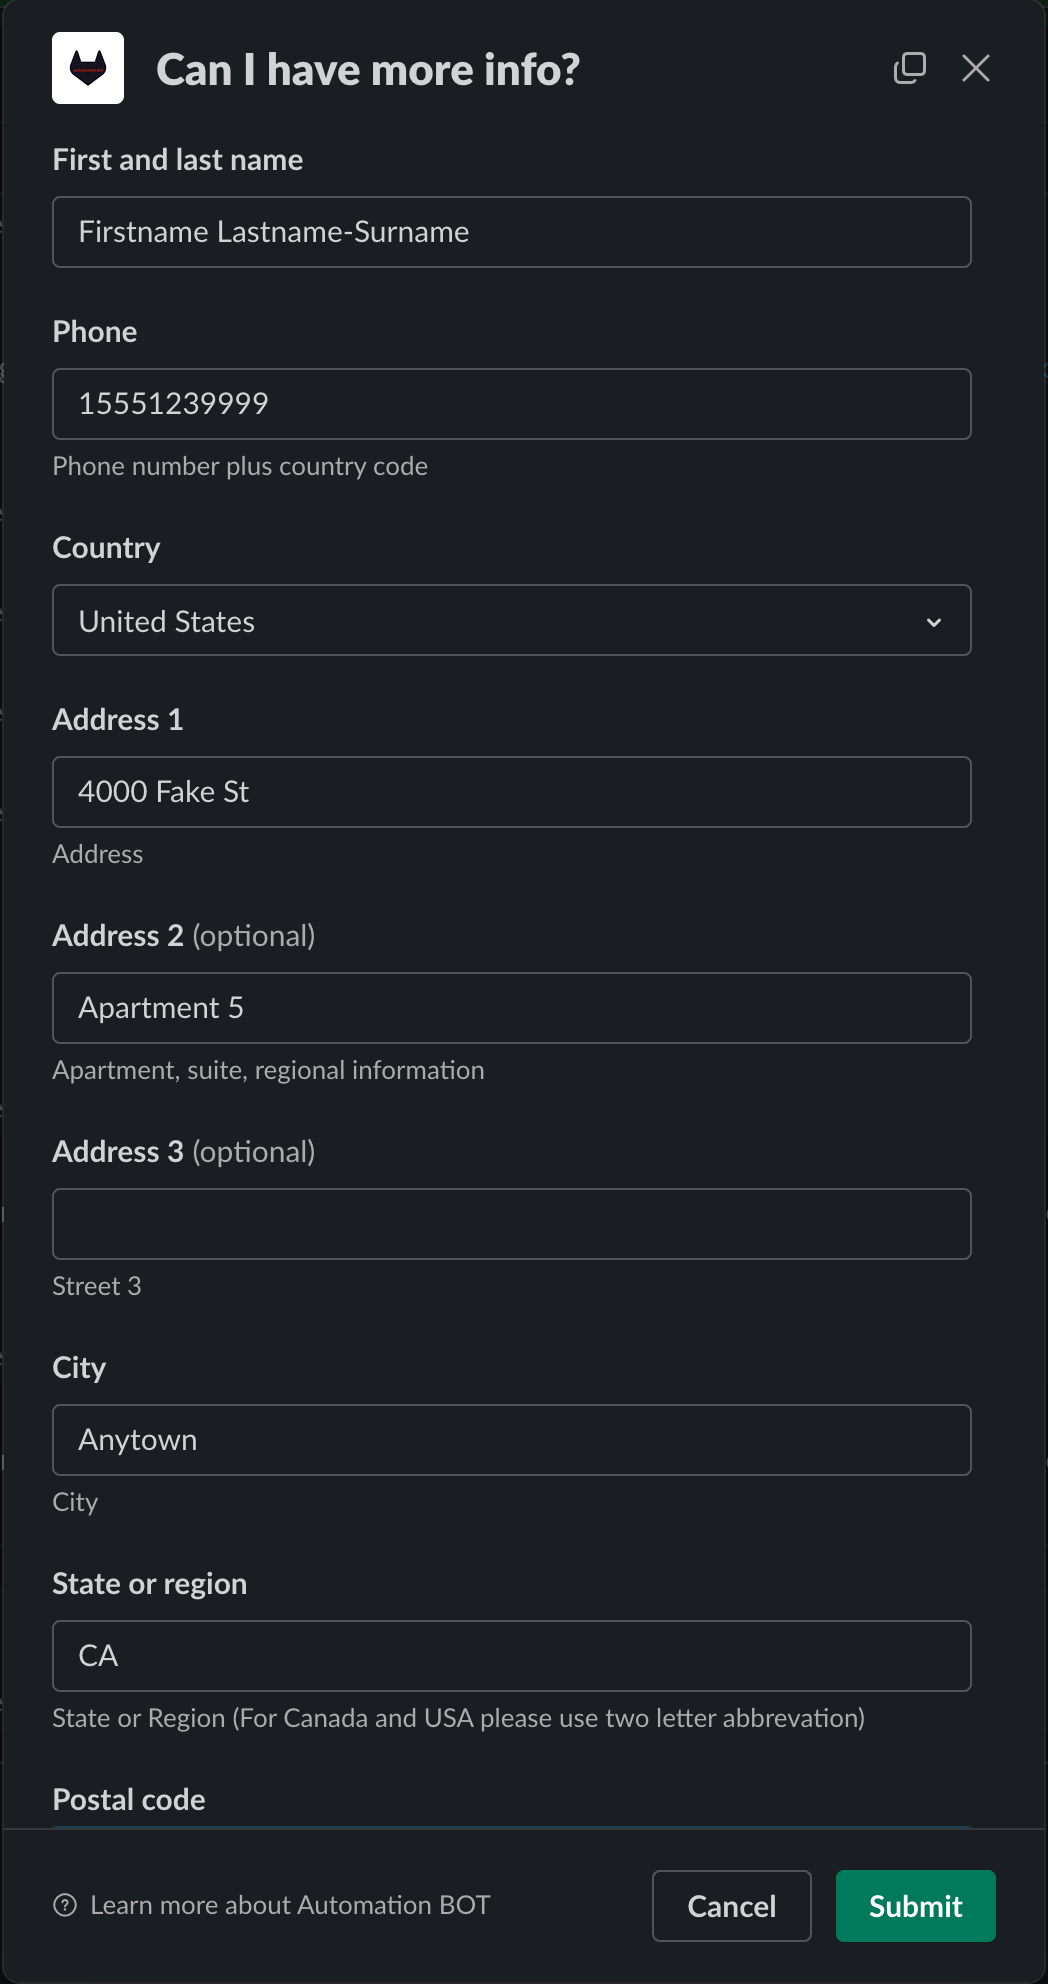 Can I have more info?
First and last name
Firstname Lastname-Surname
Phone
15551239999
Phone number plus country code
Country
United States
Address 1
4000 Fake St
Address
Address 2 (optional)
Apartment 5
Apartment, suite, regional information
Address 3 (optional)
Street 3
City
Anytown
City
State or region
CA
State or Region (For Canada and USA please use two letter abbrevation)
Postal code
Learn more about Automation BOT
Cancel
Submit